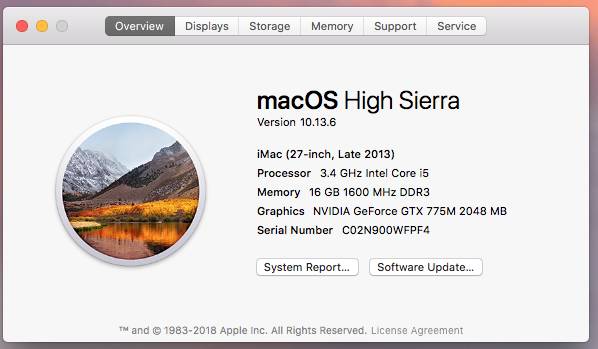 Overview Displays Storage Memory Support Service
macOS High Sierra
Version 10.13.6
iMac (27-inch, Late 2013)
Processor 3.4 GHz Intel Core i5
Memory 16 GB 1600 MHz DDR3
Graphics NVIDIA GeForce GTX 775M 2048 MB
Serial Number C02N900WFPF4
System Report... Software Update...
™ and © 1983-2018 Apple Inc. All Rights Reserved. License Agreement